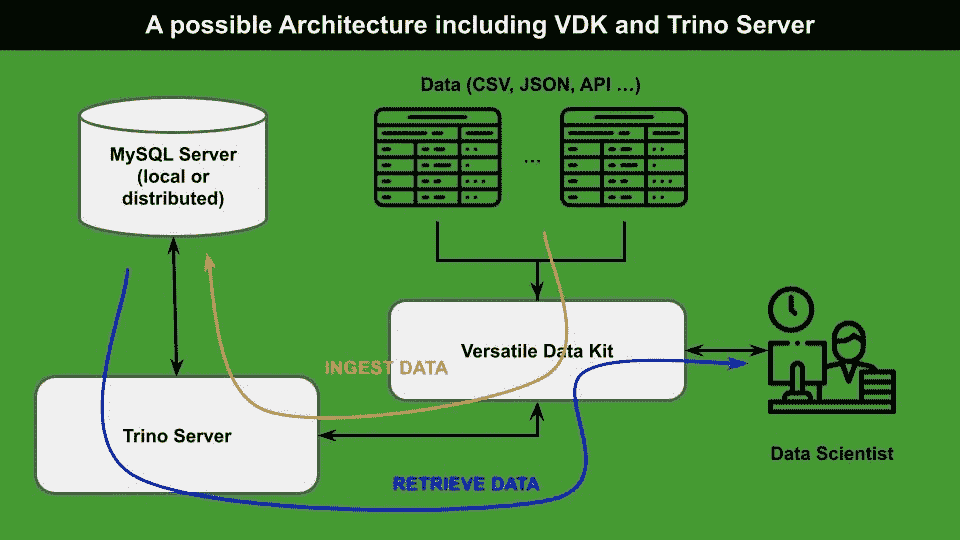 A possible Architecture including VDK and Trino Server
Data (CSV, JSON, API ...)
MySQL Server
(local or
distributed)
...
Versatile Data Kit
INGEST DATA
Trino Server
Data Scientist
RETRIEVE DATA